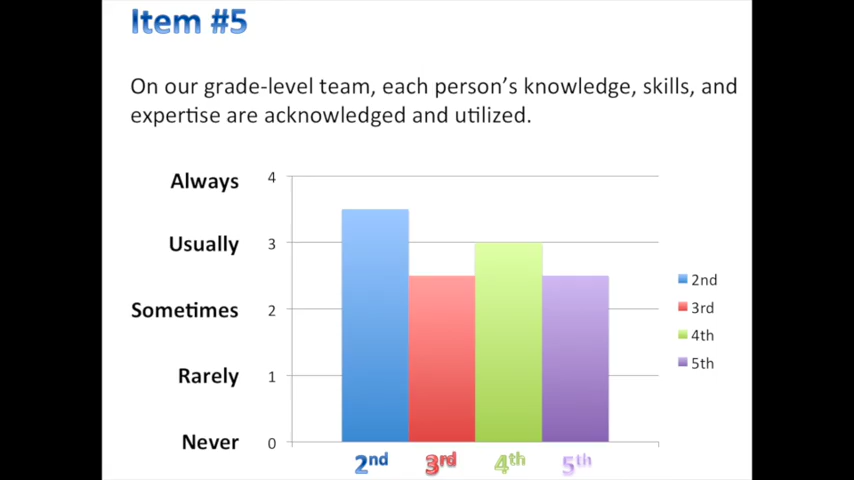 Item #5
On our grade-level team, each person's knowledge, skills, and
expertise are acknowledged and utilized.
Always 4
Usually 3
Sometimes 2
Rarely 1
Never 0
2nd
3rd
4th
5th
2nd 3rd 4th 5th